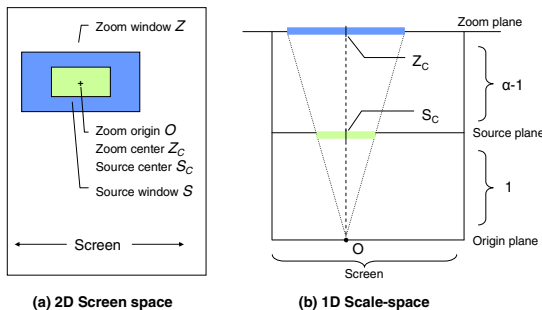 Zoom window Z
Zoom origin O
Zoom center Z_C
Source center S_C
Source window S
Screen
(a) 2D Screen space
Zoom plane
Z_C
α-1
S_C
Source plane
1
O
Origin plane
Screen
(b) 1D Scale-space